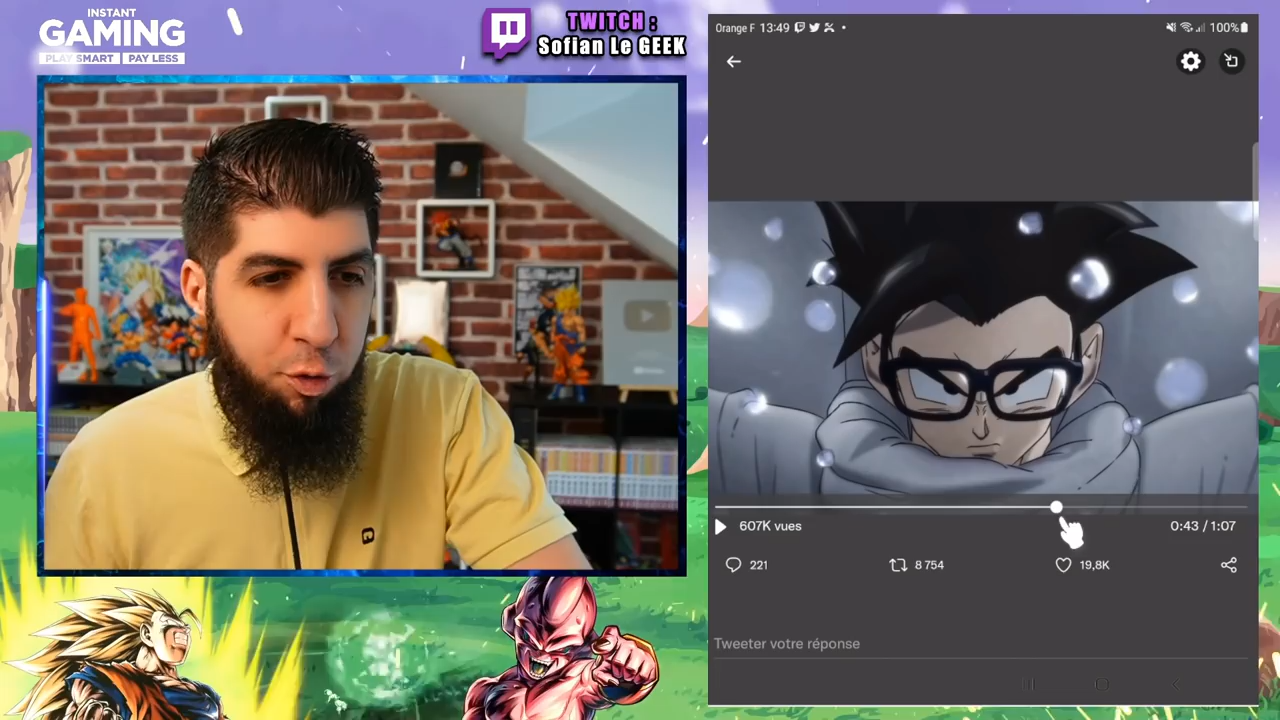 INSTANT
GAMING
PLAY SMART PAY LESS
TWITCH :
Sofian Le GEEK
Orange F 13:49
100%
607K vues
0:43 / 1:07
221
8 754
19,8K
Tweeter votre réponse